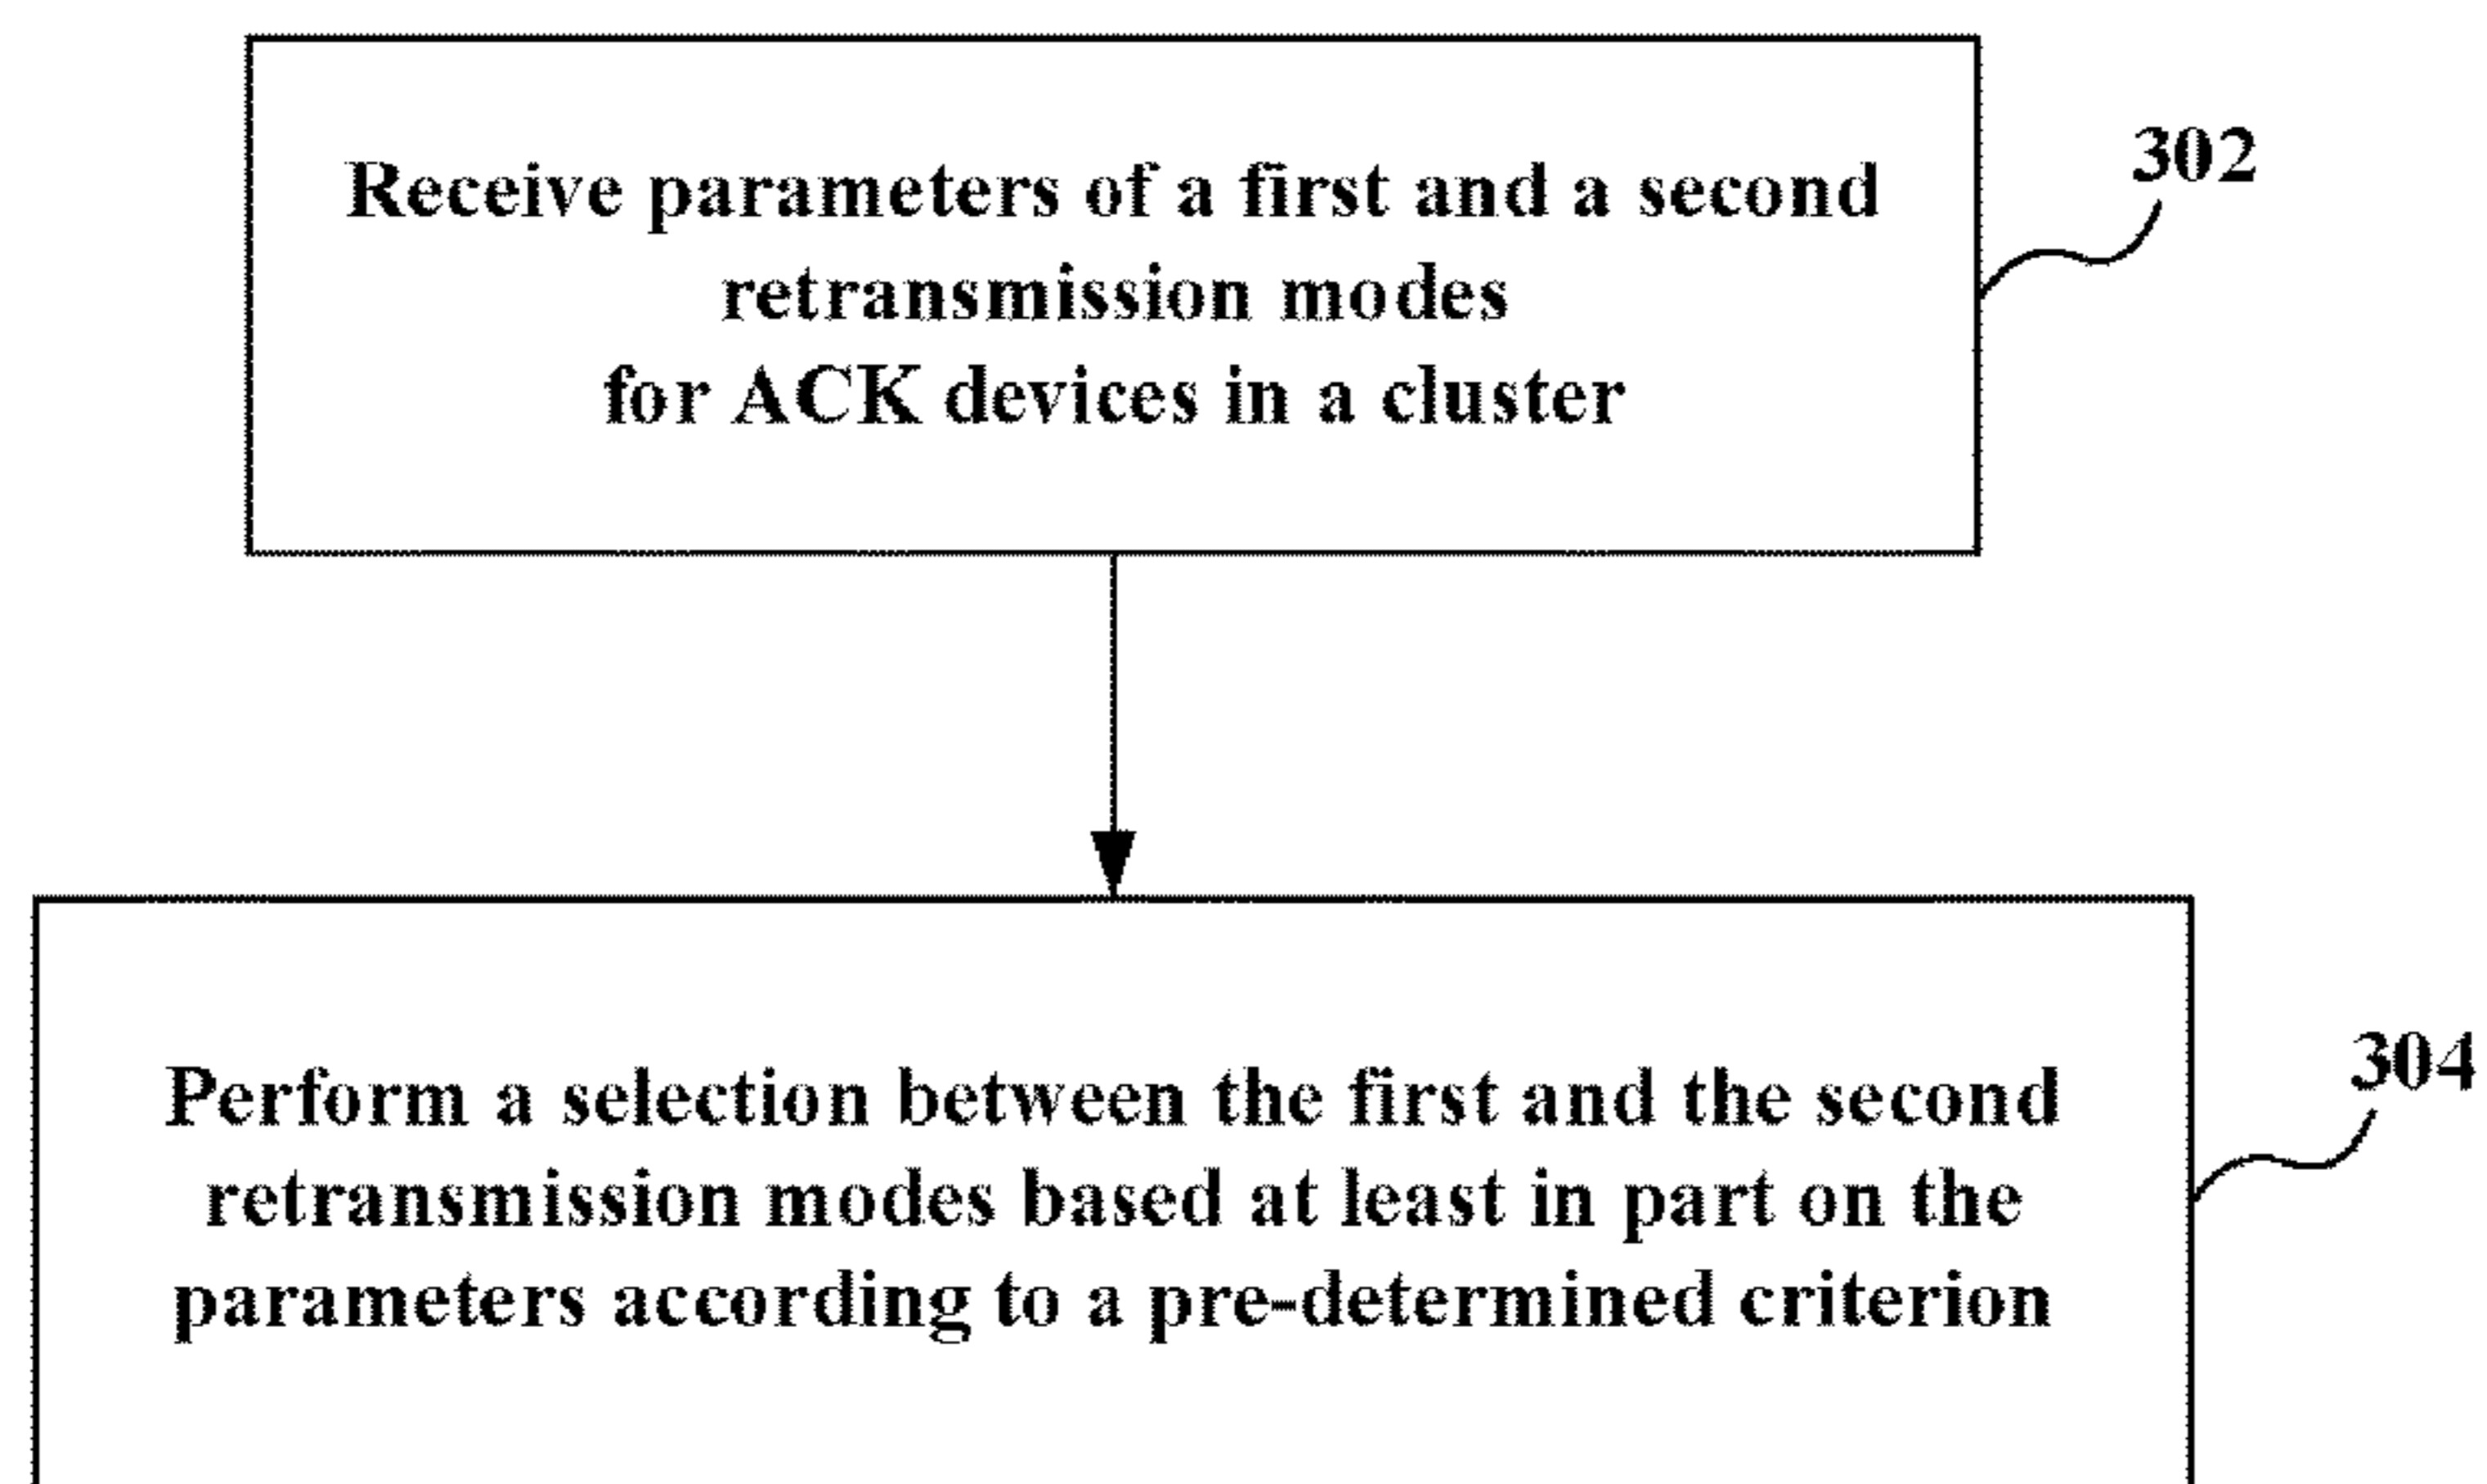 Receive parameters of a first and a second
retransmission modes
for ACK devices in a cluster
302
Perform a selection between the first and the second
retransmission modes based at least in part on the
parameters according to a pre-determined criterion
304